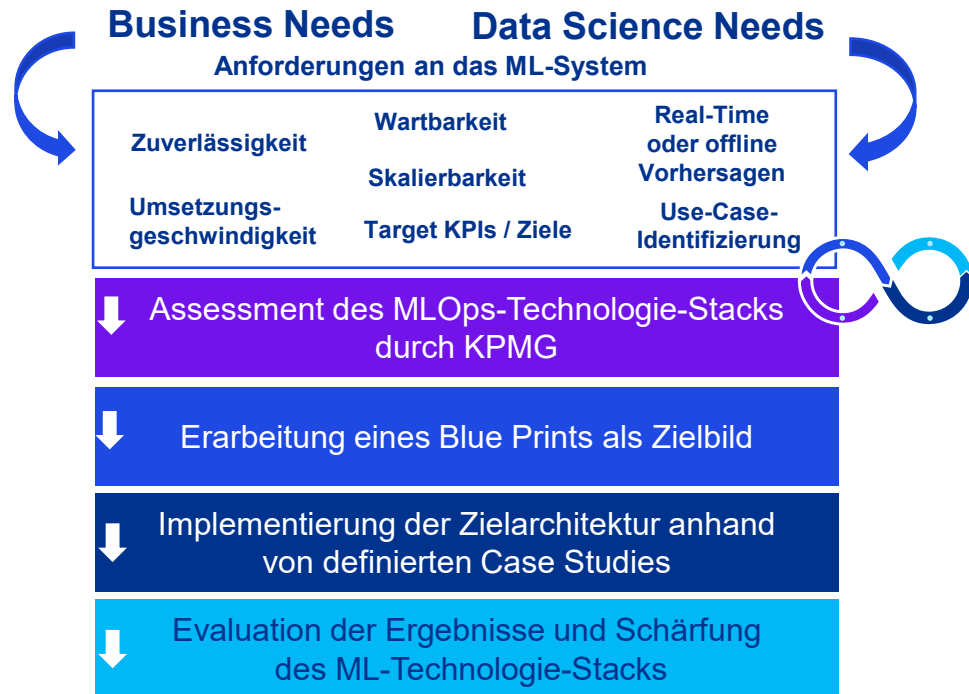 Business Needs
Data Science Needs
Anforderungen an das ML-System
Zuverlässigkeit
Umsetzungs-
geschwindigkeit
Wartbarkeit
Skalierbarkeit
Target KPIs / Ziele
Real-Time
oder offline
Vorhersagen
Use-Case-
Identifizierung
Assessment des MLOps-Technologie-Stacks
durch KPMG
Erarbeitung eines Blue Prints als Zielbild
Implementierung der Zielarchitektur anhand
von definierten Case Studies
Evaluation der Ergebnisse und Schärfung
des ML-Technologie-Stacks